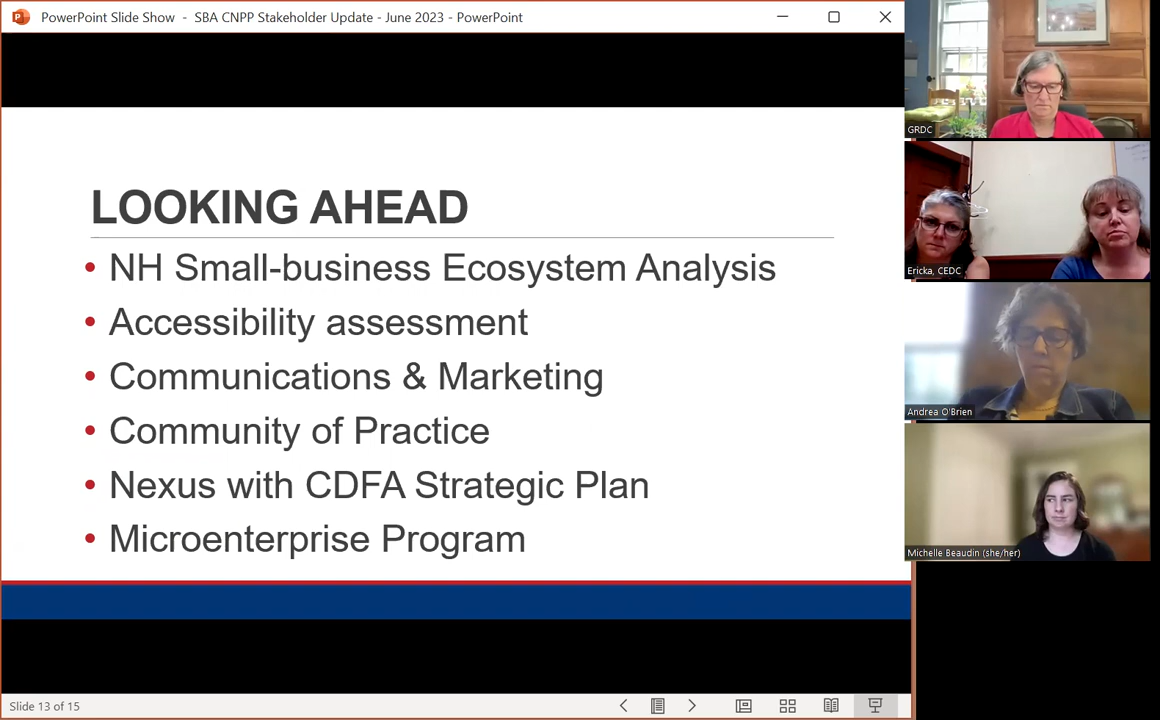 PowerPoint Slide Show - SBA CNPP Stakeholder Update - June 2023 - PowerPoint
LOOKING AHEAD
• NH Small-business Ecosystem Analysis
• Accessibility assessment
• Communications & Marketing
• Community of Practice
• Nexus with CDFA Strategic Plan
• Microenterprise Program
Slide 13 of 15
GRDC
Ericka, CEDC
Andrea O'Brien
Michelle Beaudin (she/her)